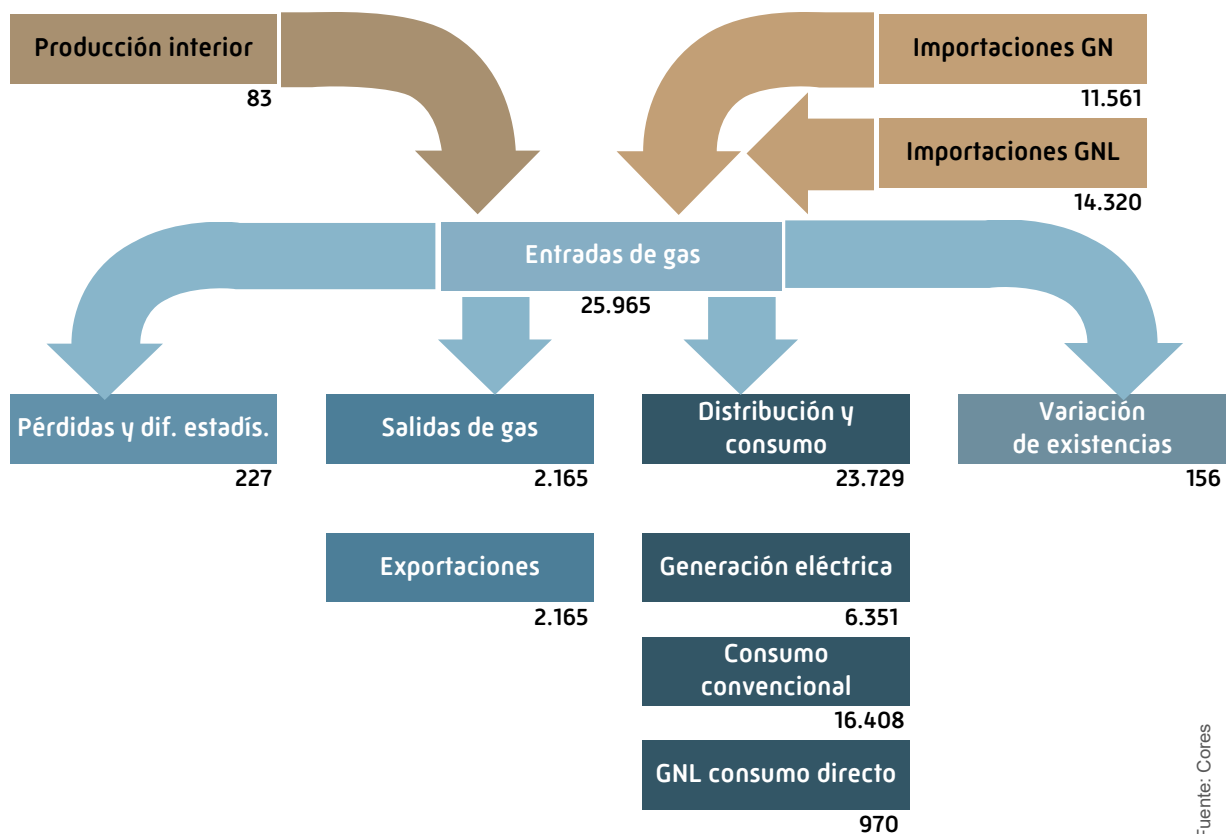 Producción interior
83
Importaciones GN
11.561
Importaciones GNL
14.320
Entradas de gas
25.965
Pérdidas y dif. estadís.
227
Salidas de gas
2.165
Distribución y
consumo
23.729
Variación
de existencias
156
Exportaciones
2.165
Generación eléctrica
6.351
Consumo
convencional
16.408
GNL consumo directo
970
Fuente: Cores